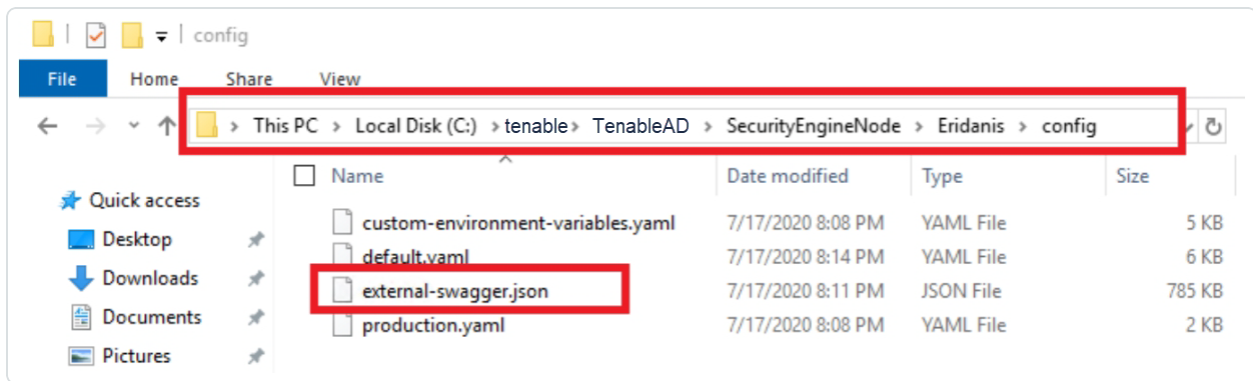 config
File Home Share View
This PC > Local Disk (C:) > tenable > TenableAD > SecurityEngineNode > Eridanis > config
Name Date modified Type Size
Quick access
custom-environment-variables.yaml 7/17/2020 8:08 PM YAML File 5 KB
Desktop
default.yaml 7/17/2020 8:14 PM YAML File 6 KB
Downloads
external-swagger.json 7/17/2020 8:11 PM JSON File 785 KB
Documents
production.yaml 7/17/2020 8:08 PM YAML File 2 KB
Pictures